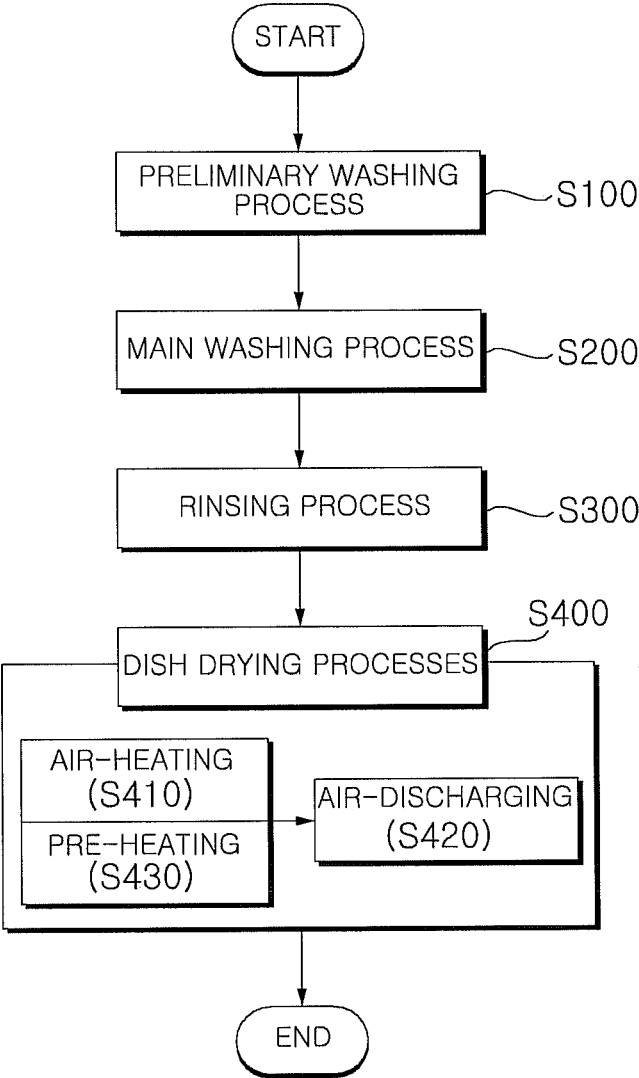 START
PRELIMINARY WASHING
PROCESS
S100
MAIN WASHING PROCESS
S200
RINSING PROCESS
S300
S400
DISH DRYING PROCESSES
AIR-HEATING
(S410)
PRE-HEATING
(S430)
AIR-DISCHARGING
(S420)
END